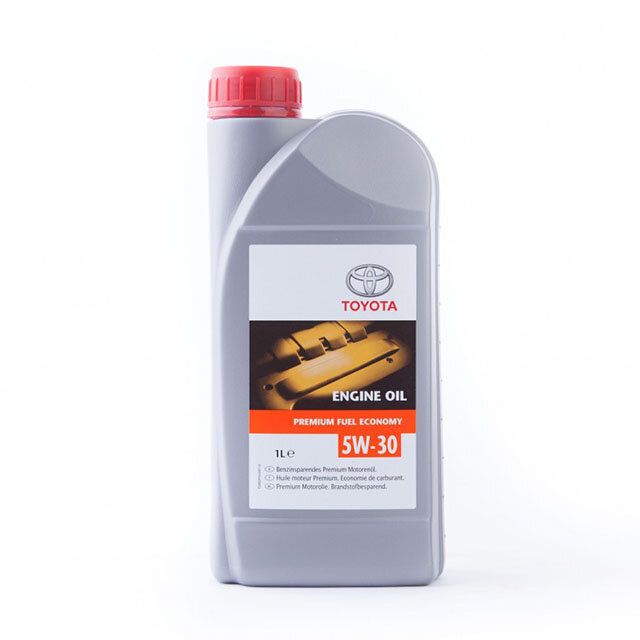 TOYOTA
ENGINE OIL
PREMIUM FUEL ECONOMY
5W-30
1L℮
Benzinsparendes Premium Motorenöl.
Huile moteur Premium. Economie de carburant.
Premium Motorolie. Brandstofbesparend.